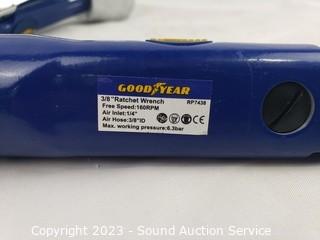 GOODYEAR
3/8"Ratchet Wrench RP7438
Free Speed:160RPM
Air Inlet:1/4"
Air Hose:3/8"ID
Max. working pressure:6.3bar
Copyright 2023 - Sound Auction Service